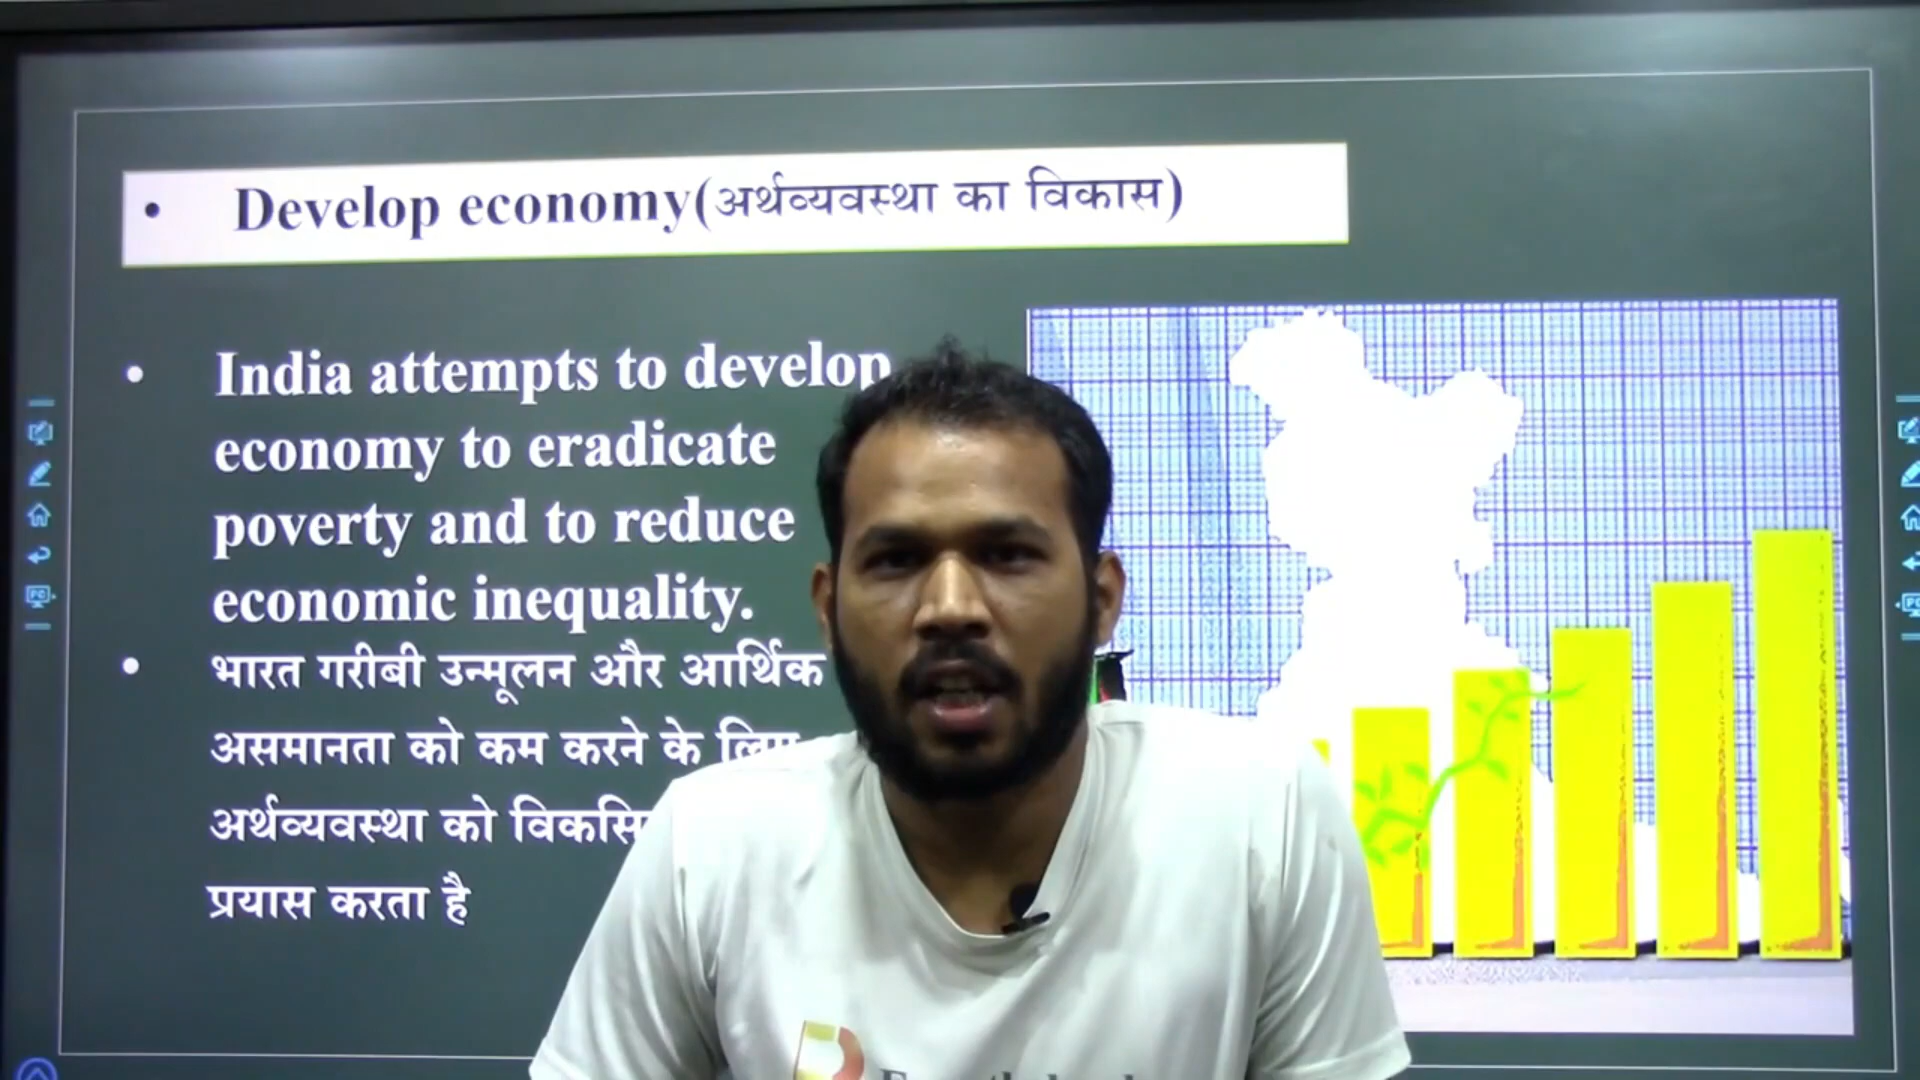 • Develop economy(अर्थव्यवस्था का विकास)
• India attempts to develop
economy to eradicate
poverty and to reduce
economic inequality.
• भारत गरीबी उन्मूलन और आर्थिक
असमानता को कम करने के लिए
अर्थव्यवस्था को
प्रयास करता है